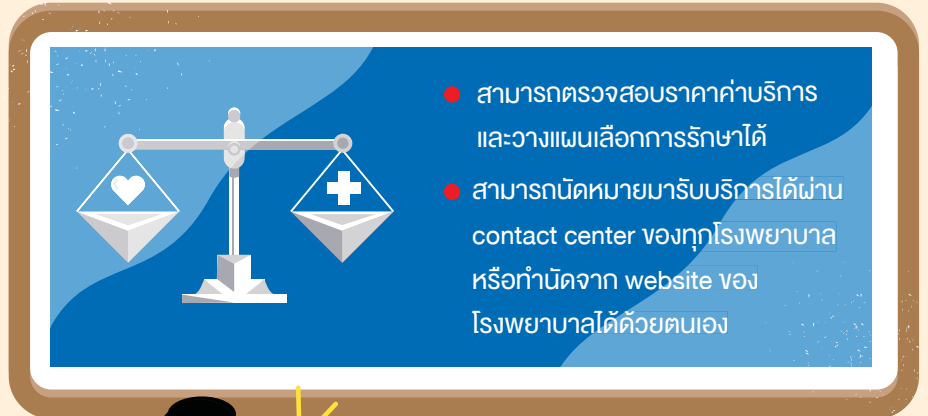 สามารถตรวจสอบราคาค่าบริการ
และวางแผนเลือกการรักษาได้
สามารถนัดหมายมารับบริการได้ผ่าน
contact center ของทุกโรงพยาบาล
หรือทำนัดจาก website ของ
โรงพยาบาลได้ด้วยตนเอง